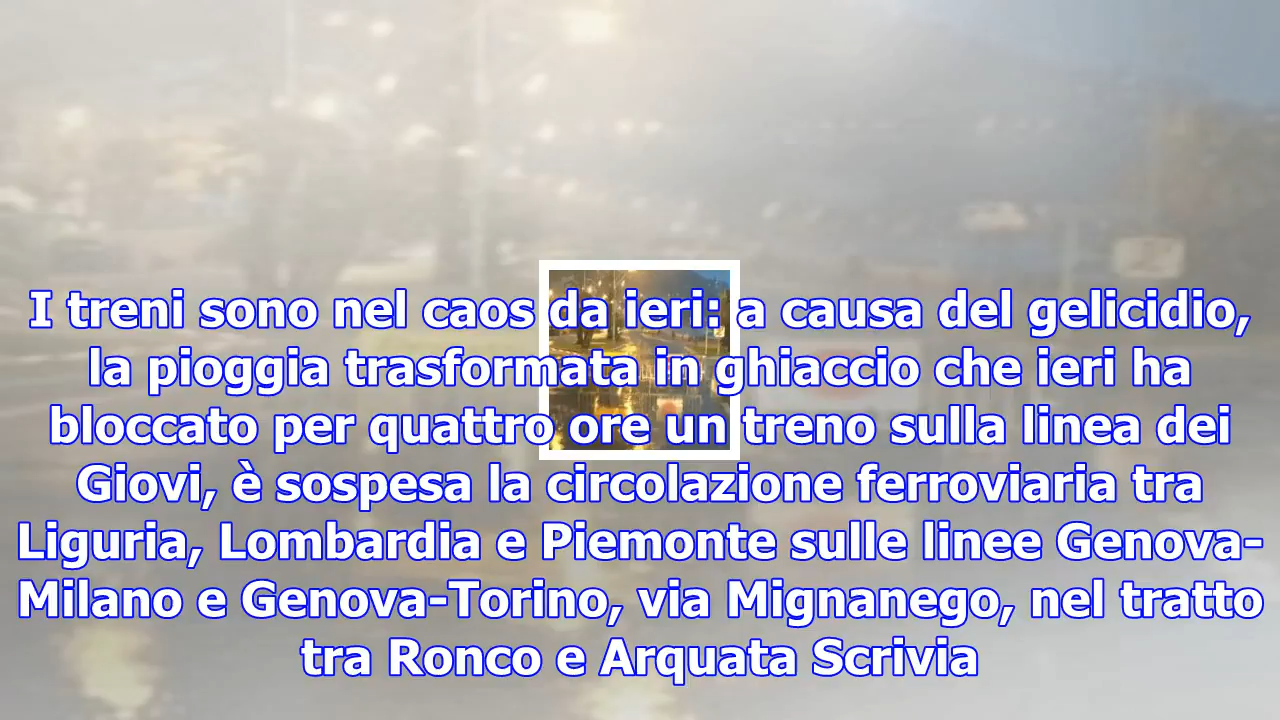 I treni sono nel caos da ieri: a causa del gelicidio,
la pioggia trasformata in ghiaccio che ieri ha
bloccato per quattro ore un treno sulla linea dei
Giovi, è sospesa la circolazione ferroviaria tra
Liguria, Lombardia e Piemonte sulle linee Genova-
Milano e Genova-Torino, via Mignanego, nel tratto
tra Ronco e Arquata Scrivia